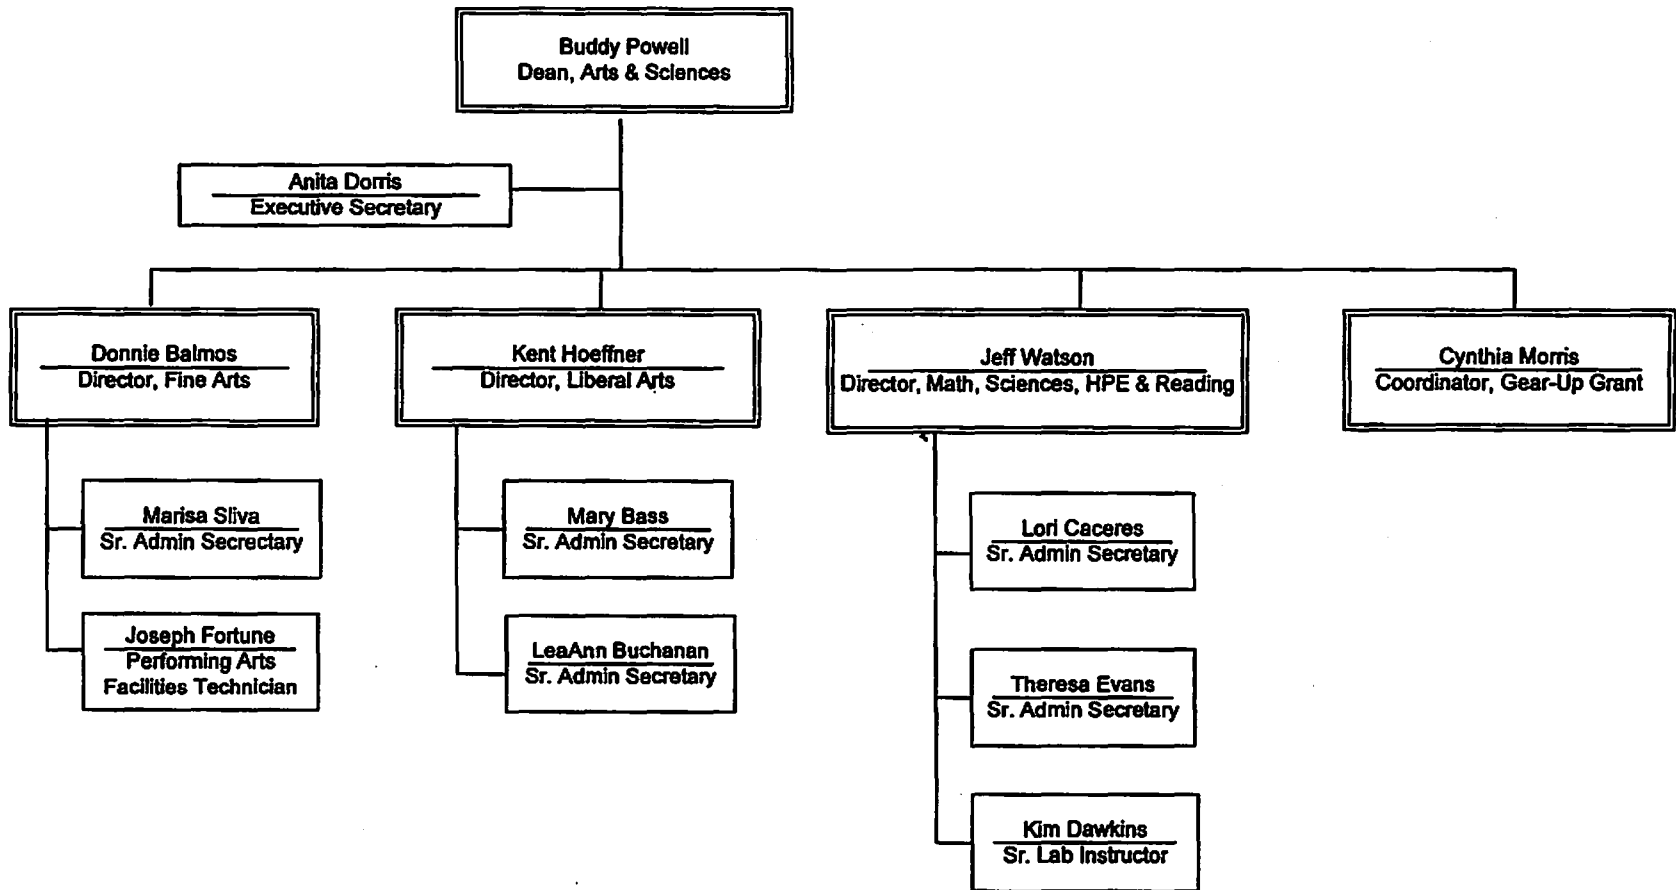 Buddy Powell
Dean, Arts & Sciences
Anita Dorris
Executive Secretary
Donnie Balmos
Director, Fine Arts
Kent Hoeffner
Director, Liberal Arts
Jeff Watson
Director, Math, Sciences, HPE & Reading
Cynthia Morris
Coordinator, Gear-Up Grant
Marisa Sliva
Sr. Admin Secrectary
Joseph Fortune
Performing Arts
Facilities Technician
Mary Bass
Sr. Admin Secretary
LeaAnn Buchanan
Sr. Admin Secretary
Lori Caceres
Sr. Admin Secretary
Theresa Evans
Sr. Admin Secretary
Kim Dawkins
Sr. Lab Instructor